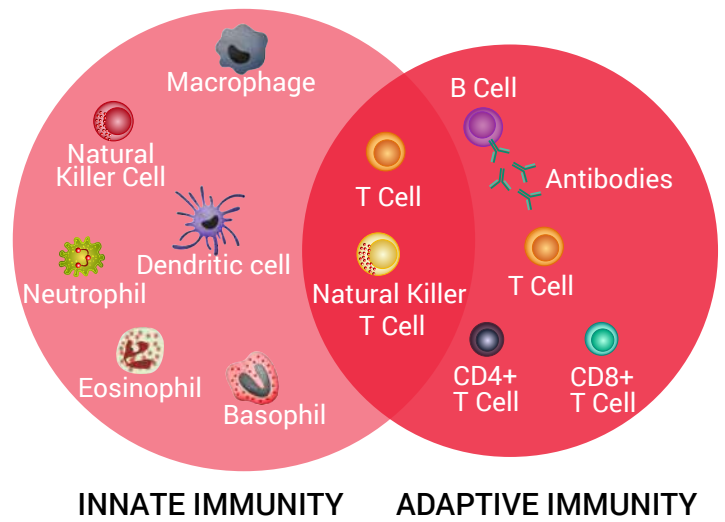 Macrophage
Natural
Killer Cell
Dendritic cell
Neutrophil
Eosinophil
Basophil
T Cell
Natural Killer
T Cell
B Cell
Antibodies
T Cell
CD4+
T Cell
CD8+
T Cell
INNATE IMMUNITY
ADAPTIVE IMMUNITY